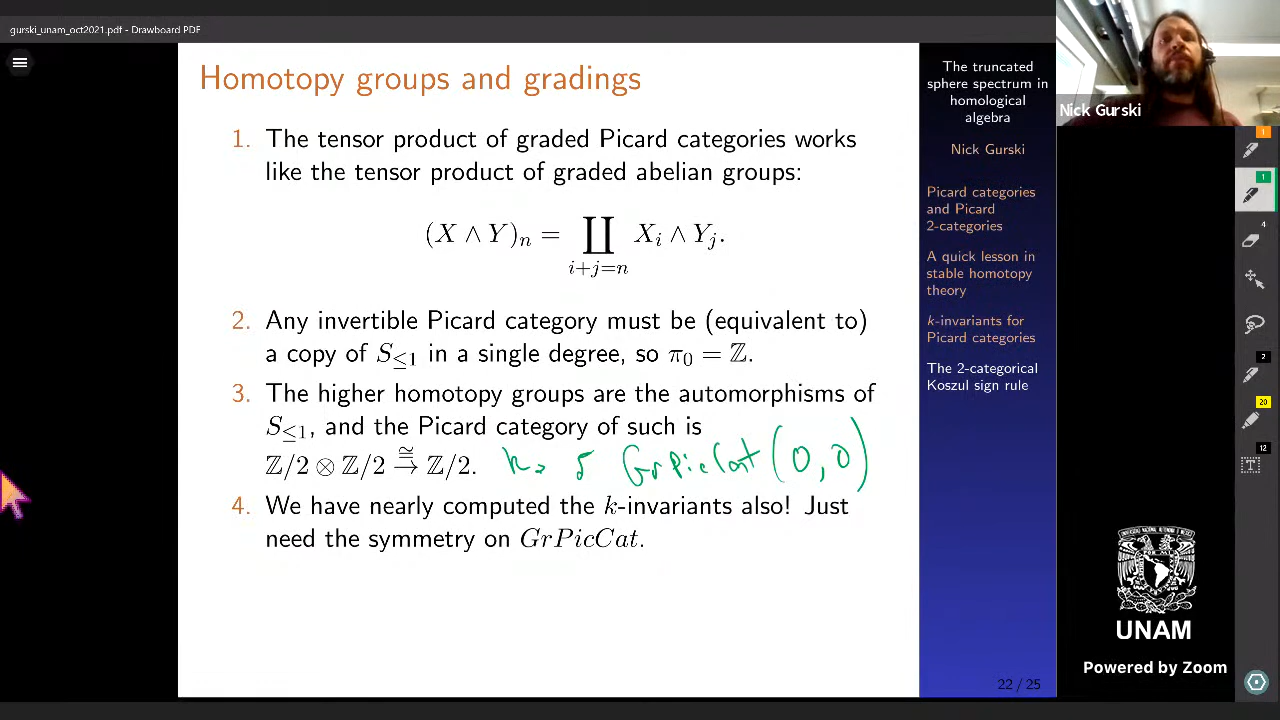 gurski_unam_oct2021.pdf - Drawboard PDF
Homotopy groups and gradings
1. The tensor product of graded Picard categories works
like the tensor product of graded abelian groups:
(X ∧ Y)ₙ = ∐ Xᵢ ∧ Yⱼ.
i+j=n
2. Any invertible Picard category must be (equivalent to)
a copy of S≤1 in a single degree, so π₀ = ℤ.
3. The higher homotopy groups are the automorphisms of
S≤1, and the Picard category of such is
ℤ/2 ⊗ ℤ/2 ≅→ ℤ/2.
GrPicCat (0,0)
4. We have nearly computed the k-invariants also! Just
need the symmetry on GrPicCat.
The truncated
sphere spectrum in
homological
algebra
Nick Gurski
Picard categories
and Picard
2-categories
A quick lesson in
stable homotopy
theory
k-invariants for
Picard categories
The 2-categorical
Koszul sign rule
22 / 25
Nick Gurski
1
1
4
2
20
12
T
UNAM
Powered by Zoom